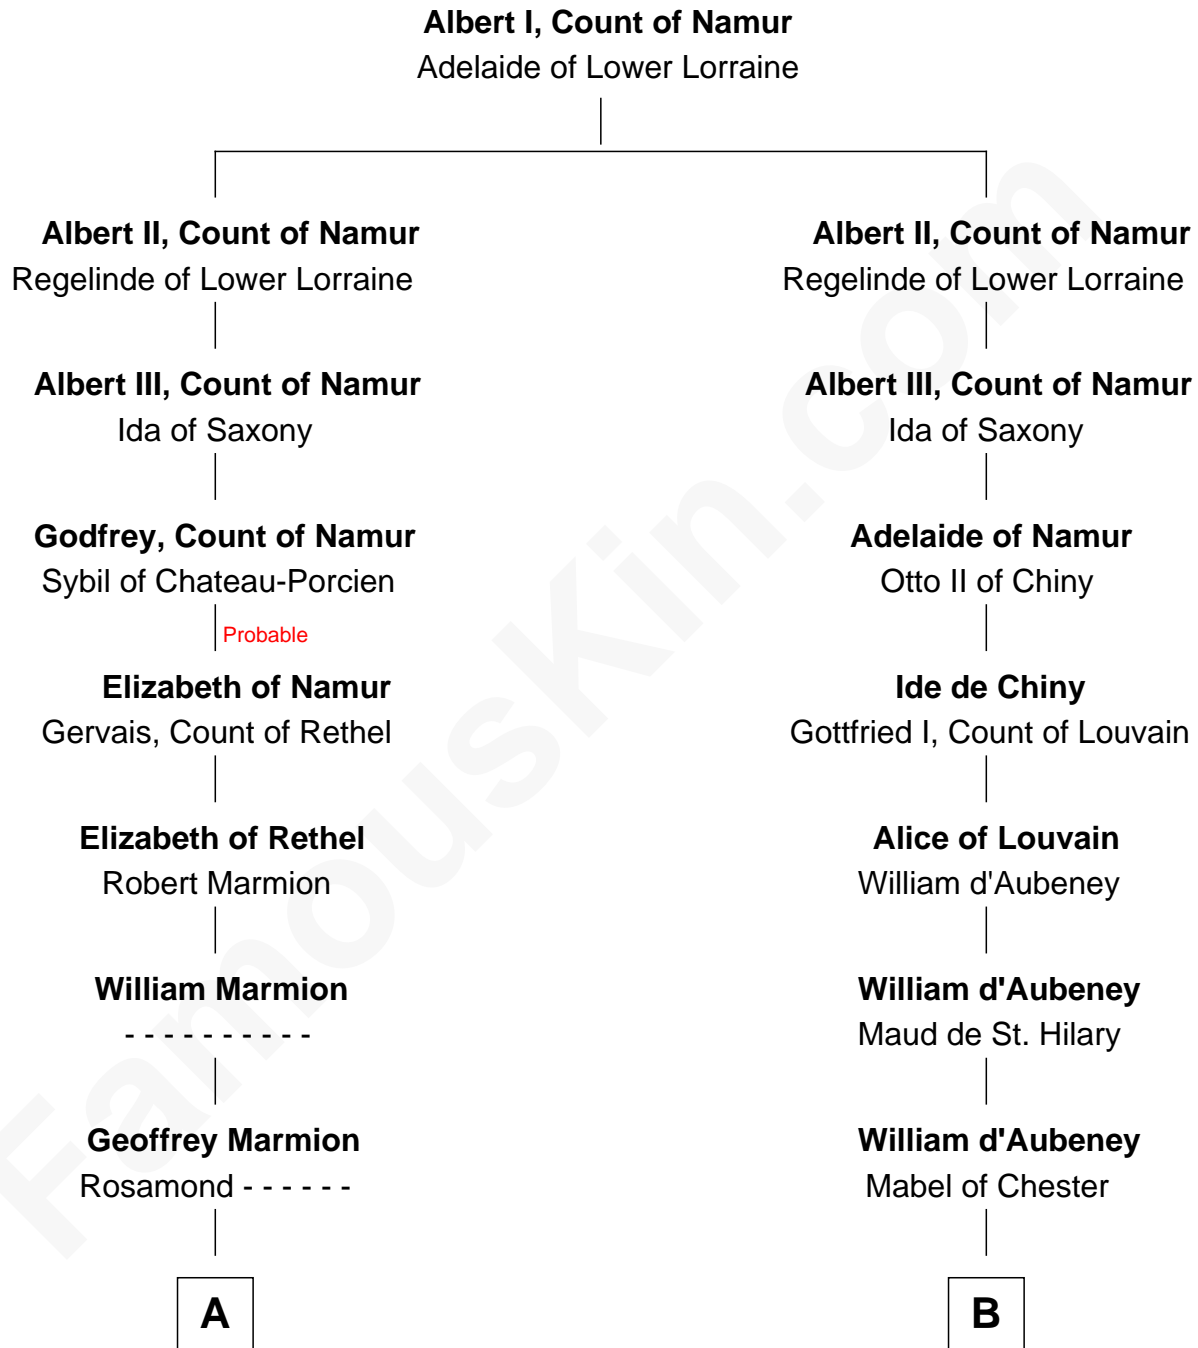 Albert I, Count of Namur
Adelaide of Lower Lorraine
Albert II, Count of Namur
Regelinde of Lower Lorraine
Albert II, Count of Namur
Regelinde of Lower Lorraine
Albert III, Count of Namur
Ida of Saxony
Albert III, Count of Namur
Ida of Saxony
Godfrey, Count of Namur
Sybil of Chateau-Porcien
Adelaide of Namur
Otto II of Chiny
Probable
Elizabeth of Namur
Gervais, Count of Rethel
Ide de Chiny
Gottfried I, Count of Louvain
Elizabeth of Rethel
Robert Marmion
Alice of Louvain
William d'Aubeney
William Marmion
- - - - - - - - - -
William d'Aubeney
Maud de St. Hilary
Geoffrey Marmion
Rosamond - - - - - -
William d'Aubeney
Mabel of Chester
A
B
FamousKin.com